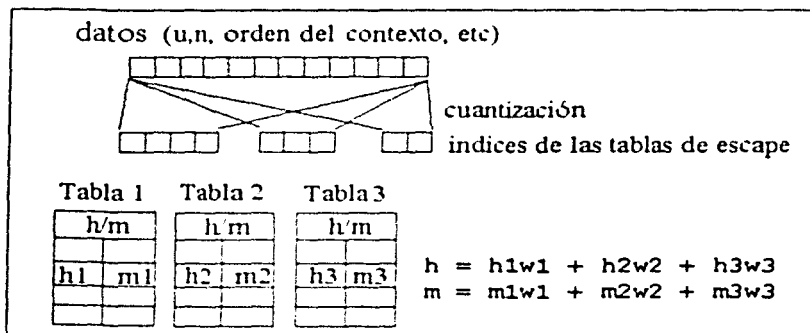 datos (u,n, orden del contexto, etc)
cuantización
indices de las tablas de escape
Tabla 1 Tabla 2 Tabla 3
h/m h/m h/m
h1 m1 h2 m2 h3 m3
h = h1w1 + h2w2 + h3w3
m = m1w1 + m2w2 + m3w3